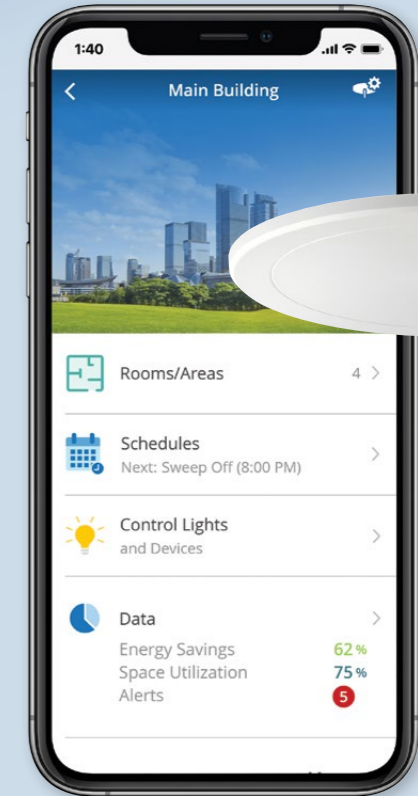 1:40
Main Building
Rooms/Areas 4
Schedules
Next: Sweep Off (8:00 PM)
Control Lights
and Devices
Data
Energy Savings 62 %
Space Utilization 75 %
Alerts 5